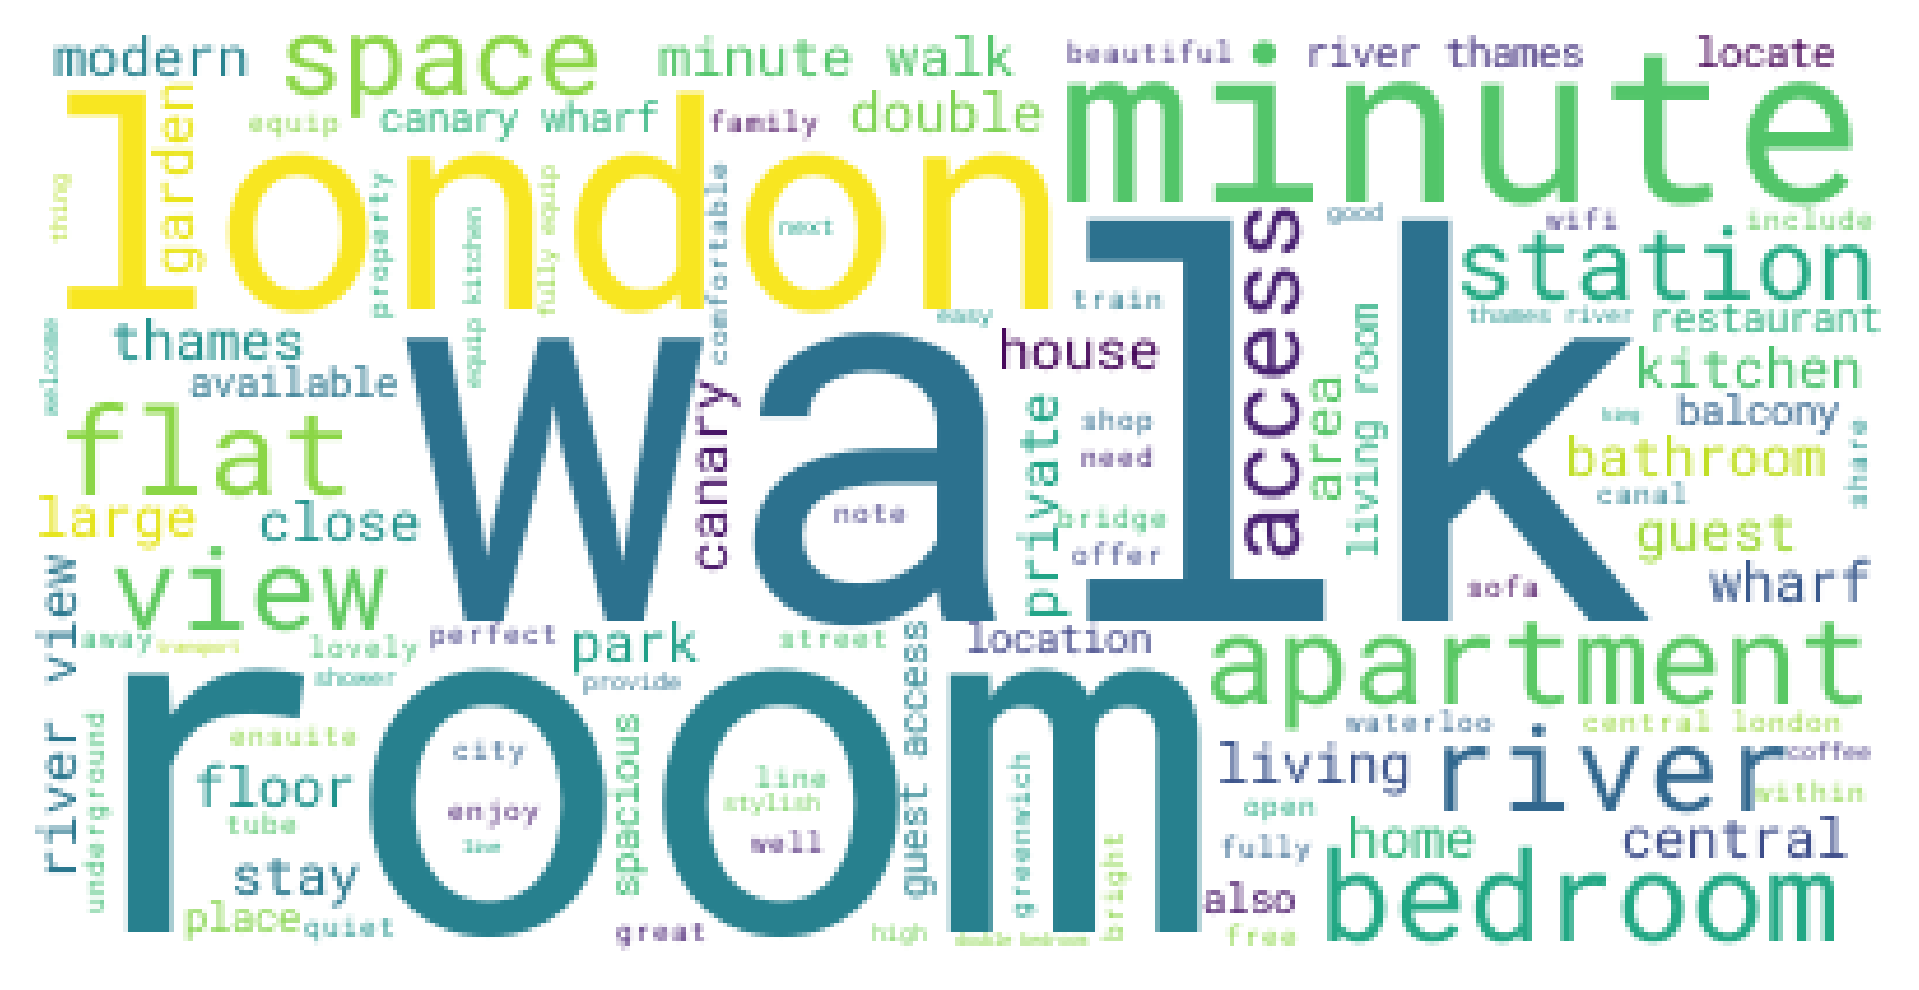 modern
space
minute walk
beautiful
river thames
locate
minute
equip
canary wharf
family
double
london
garden
thing
property
equip kitchen
fully equip
comfortable
next
good
wifi
include
access
station
train
easy
thames river
restaurant
welcome
thames
available
walk
house
area
living room
kitchen
flat
canary
private
shop
need
balcony
bathroom
share
large
close
note
bridge
offer
canal
guest
view
river view
sofa
wharf
away
transport
lovely
shower
perfect
park
provide
street
guest access
location
apartment
room
underground
ensuite
city
floor
enjoy
tube
spacious
line
stylish
well
greenwich
bright
waterloo
central london
living
river
coffee
open
within
fully
home
central
stay
place
quiet
great
high
double bedroom
also
free
bedroom